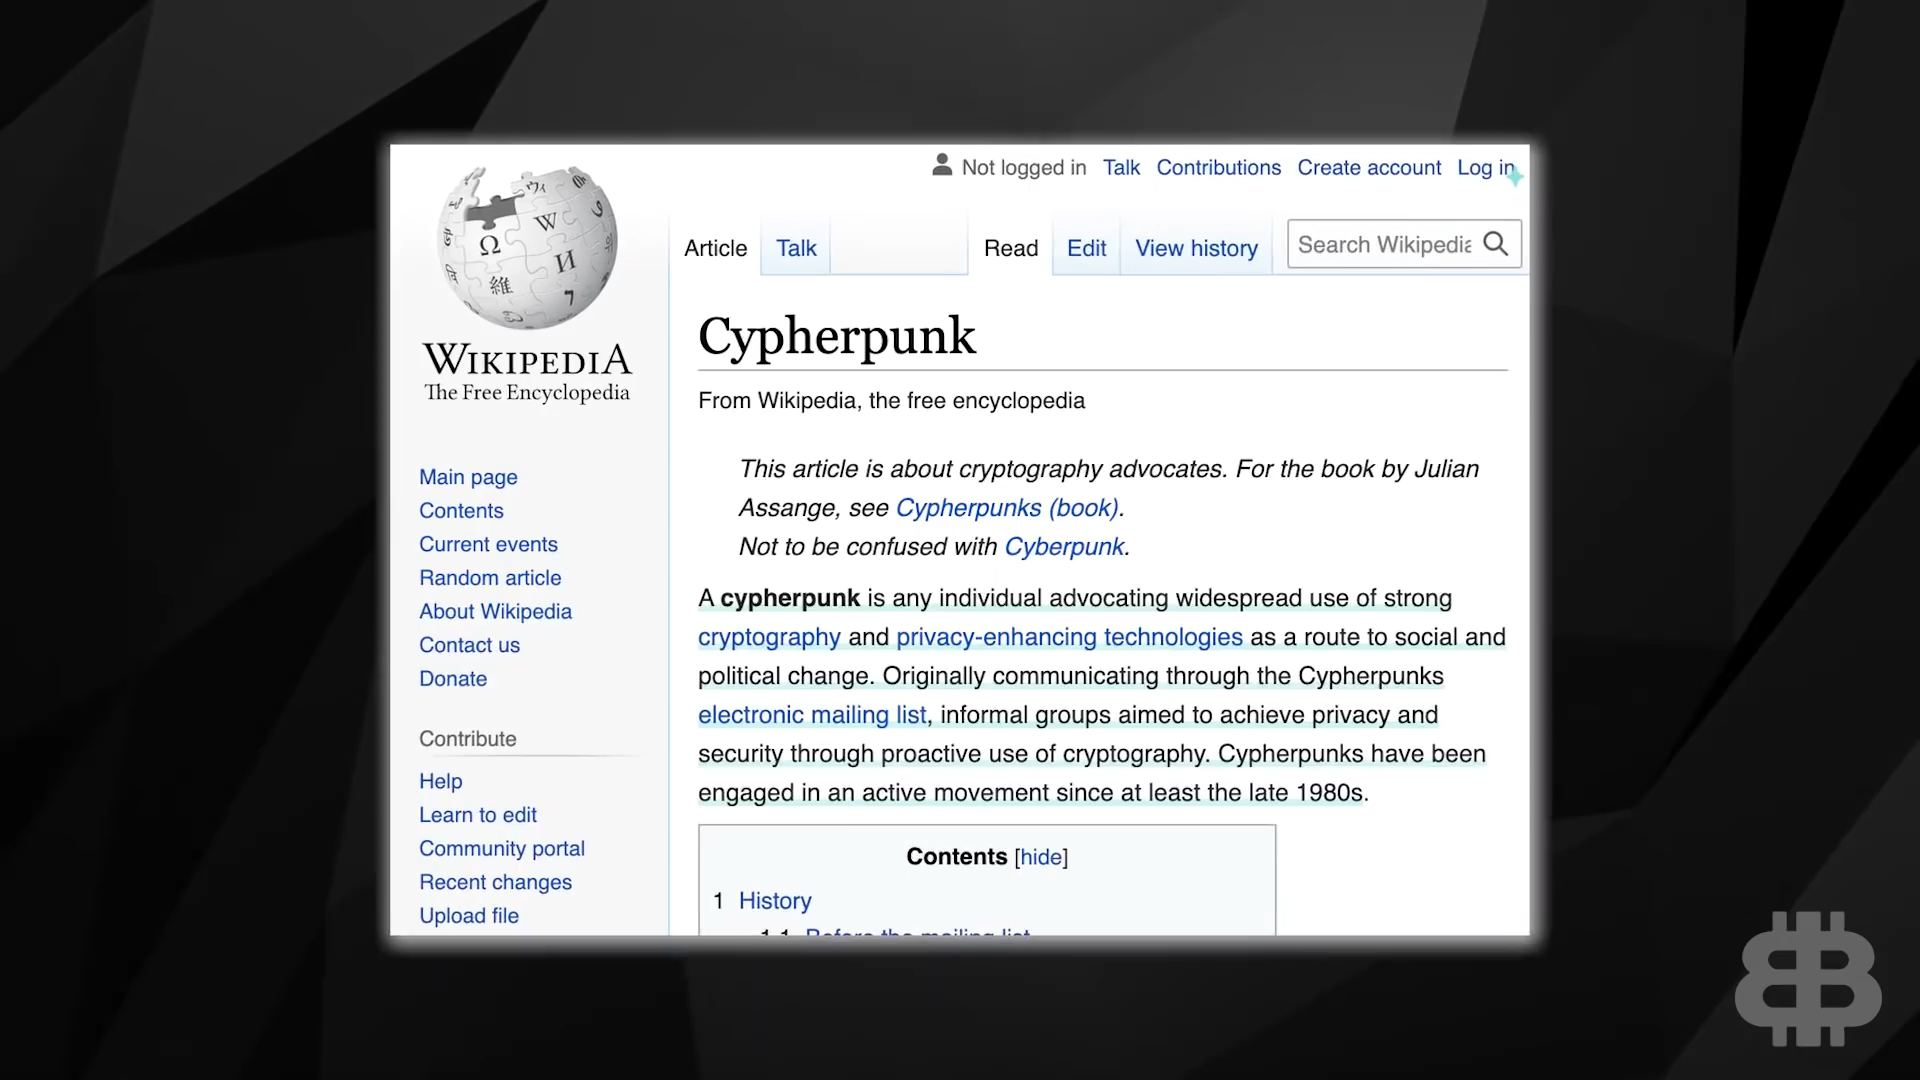 Not logged in Talk Contributions Create account Log in
Article Talk Read Edit View history Search Wikipedia
WIKIPEDIA
The Free Encyclopedia
Main page
Contents
Current events
Random article
About Wikipedia
Contact us
Donate
Contribute
Help
Learn to edit
Community portal
Recent changes
Upload file
Cypherpunk
From Wikipedia, the free encyclopedia
This article is about cryptography advocates. For the book by Julian
Assange, see Cypherpunks (book).
Not to be confused with Cyberpunk.
A cypherpunk is any individual advocating widespread use of strong
cryptography and privacy-enhancing technologies as a route to social and
political change. Originally communicating through the Cypherpunks
electronic mailing list, informal groups aimed to achieve privacy and
security through proactive use of cryptography. Cypherpunks have been
engaged in an active movement since at least the late 1980s.
Contents [hide]
1 History
1.1 Before the mailing list